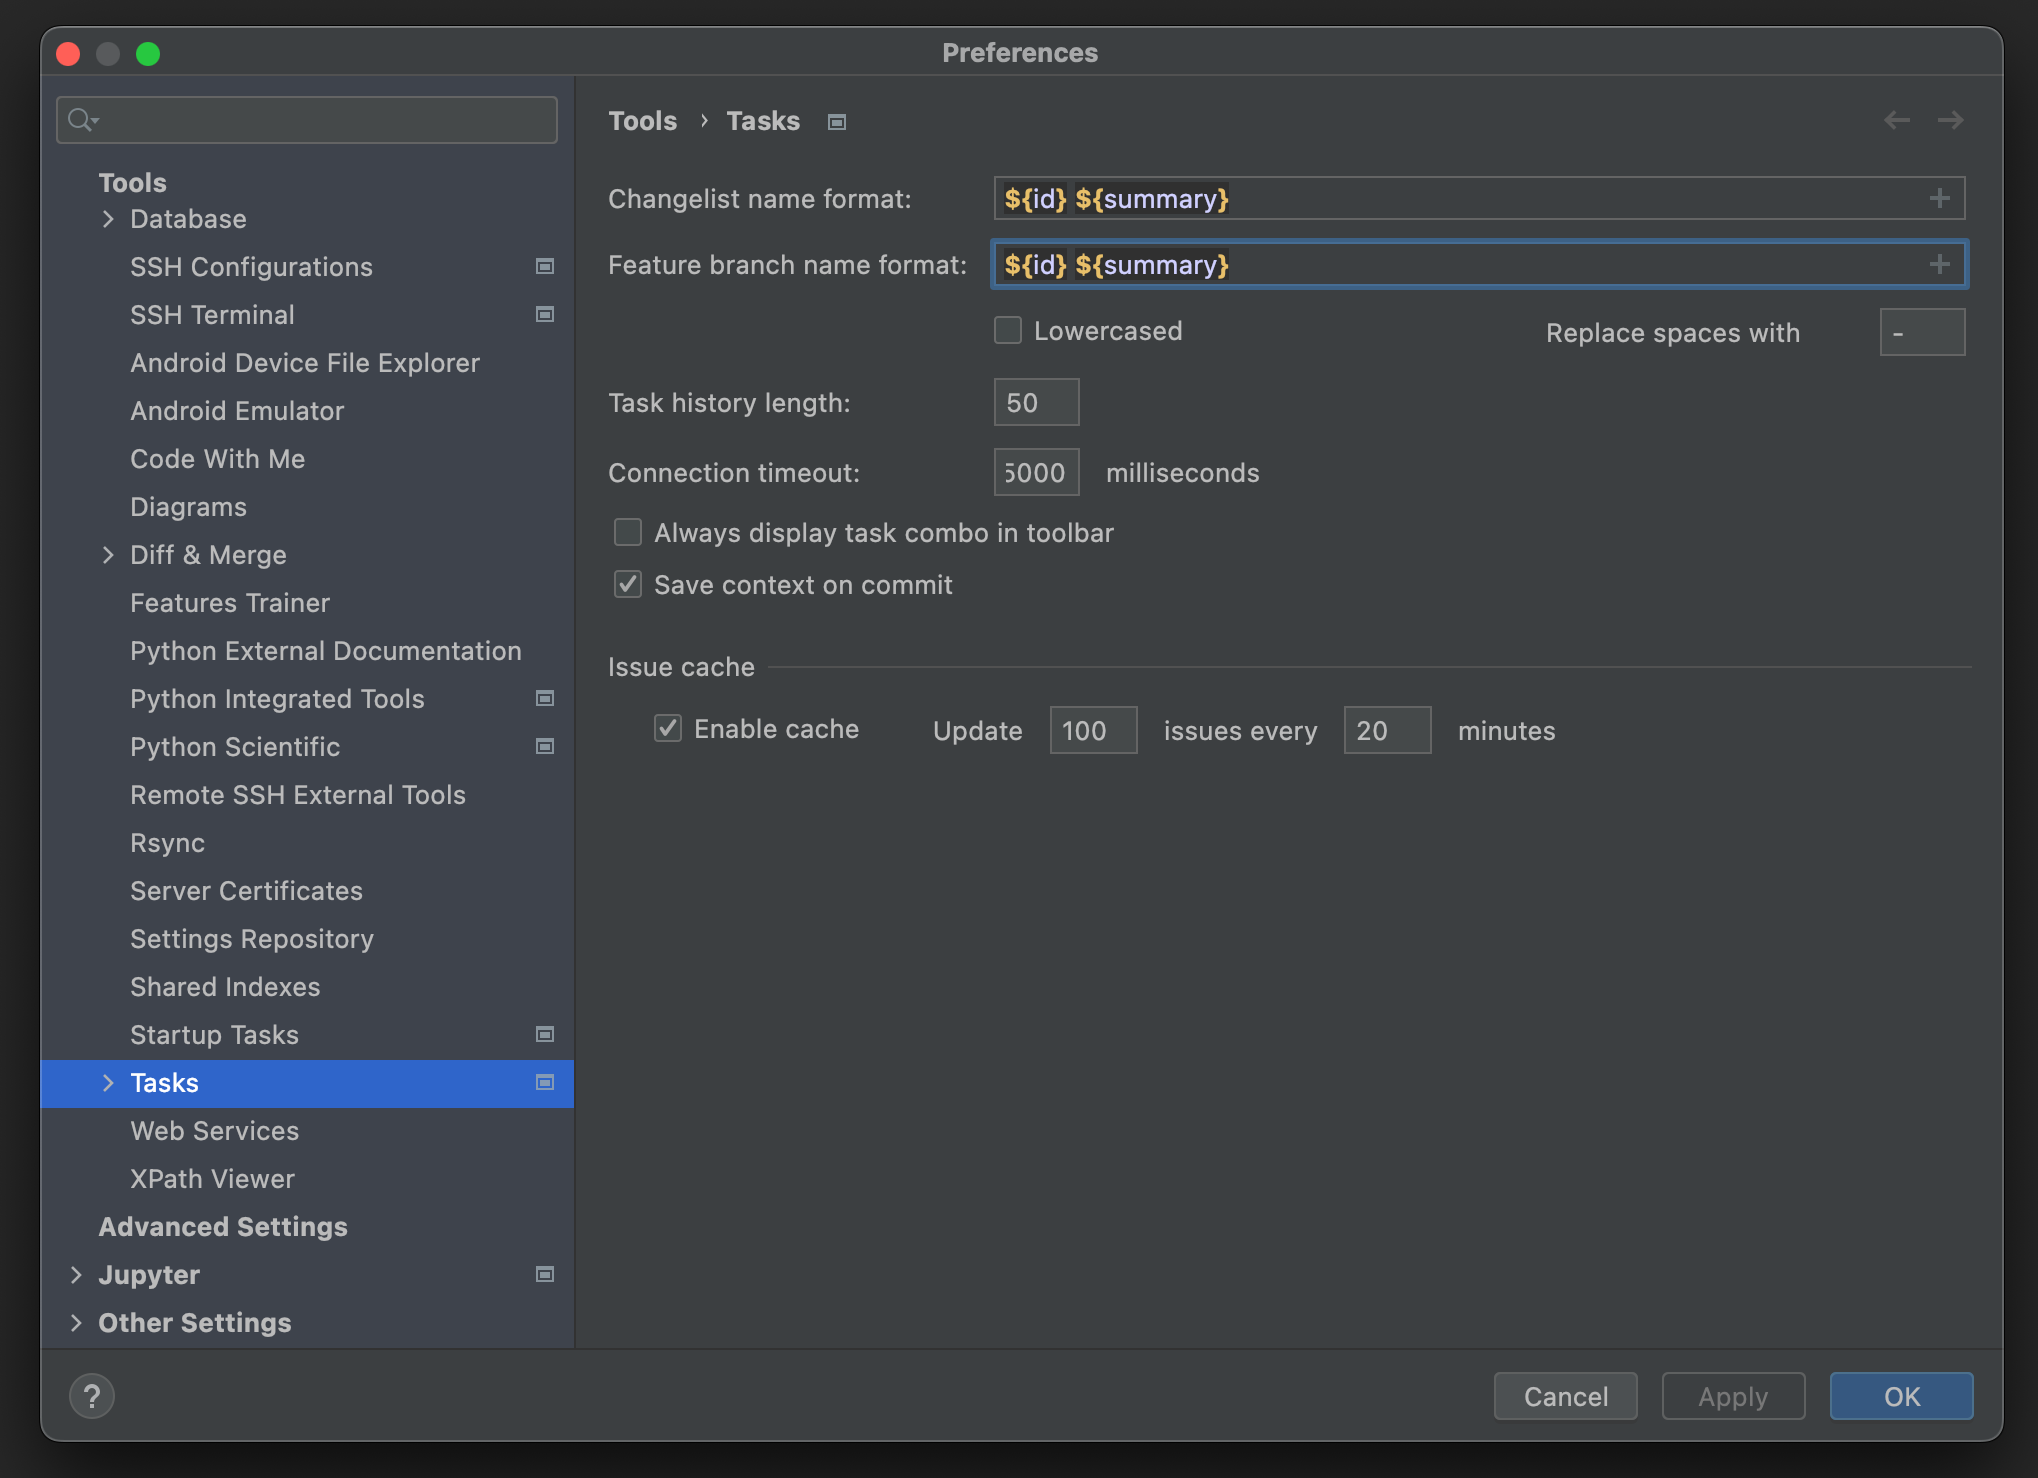 Preferences
Tools
Database
SSH Configurations
SSH Terminal
Android Device File Explorer
Android Emulator
Code With Me
Diagrams
Diff & Merge
Features Trainer
Python External Documentation
Python Integrated Tools
Python Scientific
Remote SSH External Tools
Rsync
Server Certificates
Settings Repository
Shared Indexes
Startup Tasks
Tasks
Web Services
XPath Viewer
Advanced Settings
Jupyter
Other Settings
Tools › Tasks
Changelist name format: ${id} ${summary}
Feature branch name format: ${id} ${summary}
Lowercased Replace spaces with -
Task history length: 50
Connection timeout: 5000 milliseconds
Always display task combo in toolbar
Save context on commit
Issue cache
Enable cache Update 100 issues every 20 minutes
? Cancel Apply OK